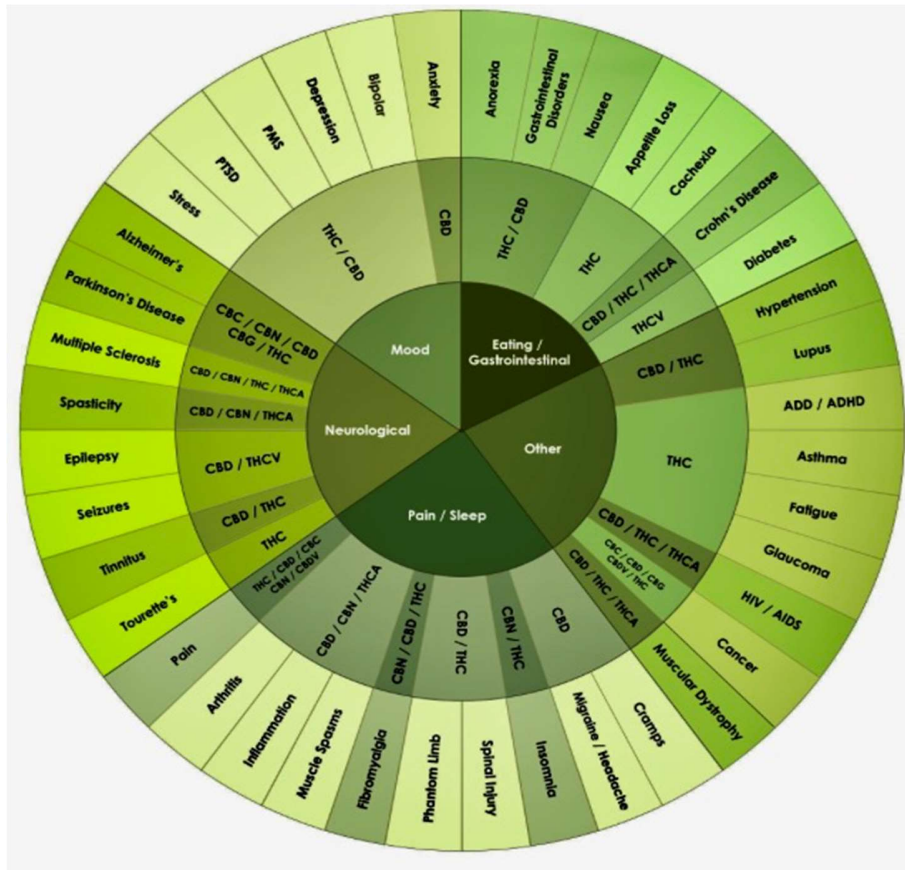 Mood
Eating /
Gastrointestinal
Other
Pain / Sleep
Neurological
THC / CBD
THC
CBD / THC / THCA
THCV
CBD / THC
THC
CBD / THC / THCA
CBC / CBD / CBG
CBDV / THC
CBD / THC / THCA
CBD
CBN / THC
CBD / THC
CBN / CBD / THC
CBD / CBN / THCA
THC / CBD / CBC
CBN / CBDV
THC
CBD / THC
CBD / THCV
CBD / CBN / THCA
CBD / CBN / THC / THCA
CBC / CBN / CBD
CBG / THC
THC / CBD
CBD
Anorexia
Gastrointestinal
Disorders
Nausea
Appetite Loss
Cachexia
Crohn's Disease
Diabetes
Hypertension
Lupus
ADD / ADHD
Asthma
Fatigue
Glaucoma
HIV / AIDS
Cancer
Muscular Dystrophy
Cramps
Migraine / Headache
Insomnia
Spinal Injury
Phantom Limb
Fibromyalgia
Muscle Spasms
Inflammation
Arthritis
Pain
Tourette's
Tinnitus
Seizures
Epilepsy
Spasticity
Multiple Sclerosis
Parkinson's Disease
Alzheimer's
Stress
PTSD
PMS
Depression
Bipolar
Anxiety